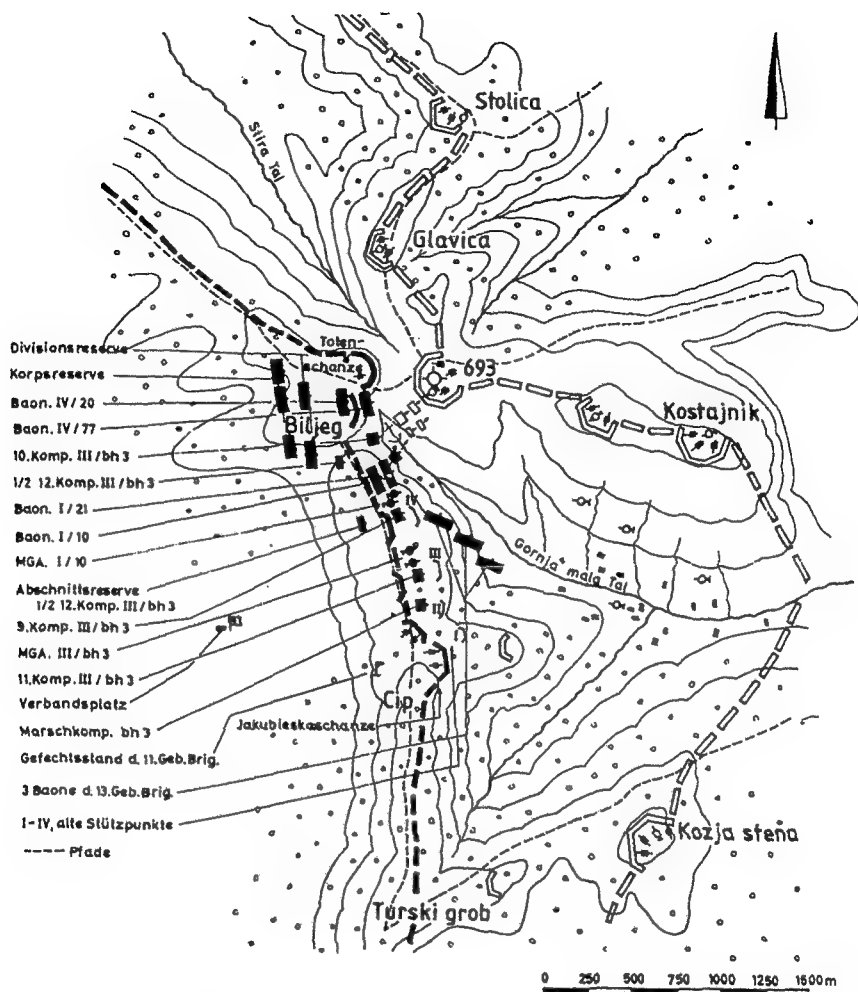 Stolica
Stira Tal
Glavica
Toten-
schanze
693
Kostajnik
Biljeg
Gornja mala Tal
IV
III
II
I
Cip
Jakubleskaschanze
Kozja stena
Turski grob
Divisionsreserve
Korpsreserve
Baon. IV/20
Baon. IV/77
10.Komp. III/bh 3
1/2 12.Komp. III/bh 3
Baon. I/21
Baon. I/10
MGA. I/10
Abschnittsreserve
1/2 12.Komp. III/bh 3
9.Komp. III/bh 3
MGA. III/bh 3
11.Komp. III/bh 3
Verbandsplatz
Marschkomp. bh 3
Gefechtsstand d. 11.Geb.Brig.
3 Baone d. 13.Geb.Brig.
I-IV, alte Stützpunkte
---- Pfade
0 250 500 750 1000 1250 1500m